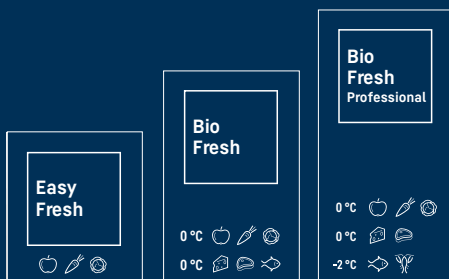 Easy
Fresh
Bio
Fresh
0 °C
0 °C
Bio
Fresh
Professional
0 °C
0 °C
-2 °C